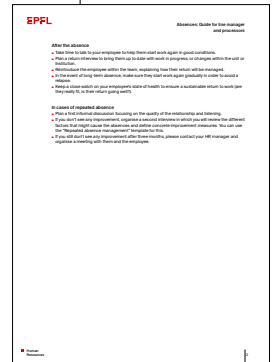 EPFL
Absences: Guide for line manager
and processors
After the absence
Take time to talk to your employee to help them start work again in good conditions.
Plan a return interview to bring them up to date with work in progress, or changes within the unit or
institution.
Reintroduce the employee within the team, explaining how their return will be managed.
In the event of long-term absence, make sure they start work again gradually in order to avoid a
relapse.
Keep a close watch on your employee's state of health to ensure a sustainable return to work (are
they really fit, is their return going well?).
In cases of repeated absence
Plan a first informal discussion focusing on the quality of the relationship and listening.
If you don't see any improvement, organise a second interview in which you will review the different
factors that might cause the absences and define concrete improvement measures. You can use
the "Repeated absence management" template for this.
If you still don't see any improvement after three months, please contact your HR manager and
organise a meeting with them and the employee.
Human
Resources